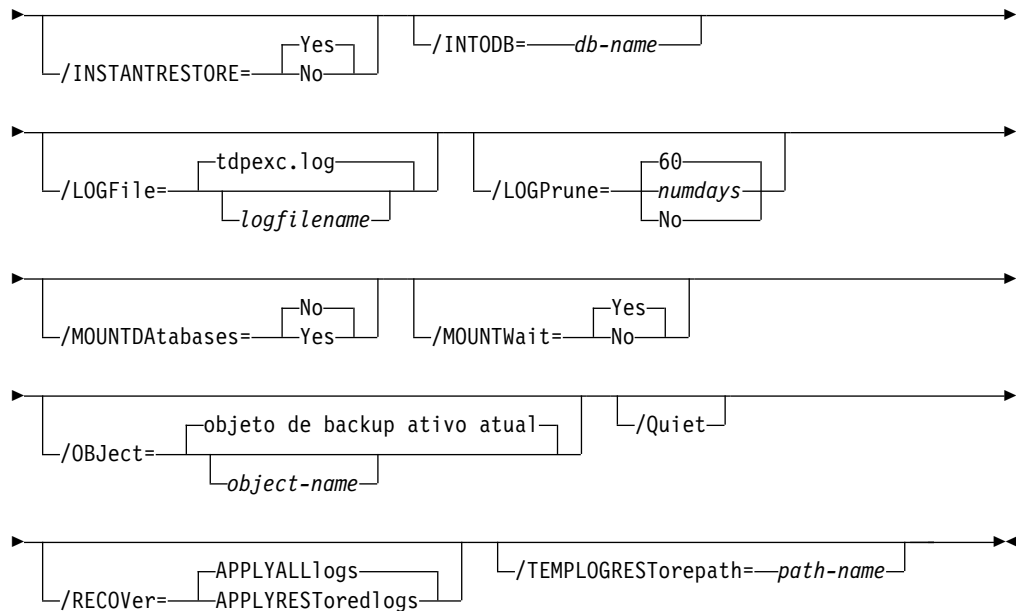 Yes
/INSTANTRESTORE= No
/INTODB= db-name
tdpexc.log
/LOGFile= logfilename
60
/LOGPrune= numdays
No
No
/MOUNTDAtabases= Yes
Yes
/MOUNTWait= No
objeto de backup ativo atual
/OBJect= object-name
/Quiet
APPLYALLlogs
/RECOVer= APPLYRESToredlogs
/TEMPLOGRESTorepath= path-name